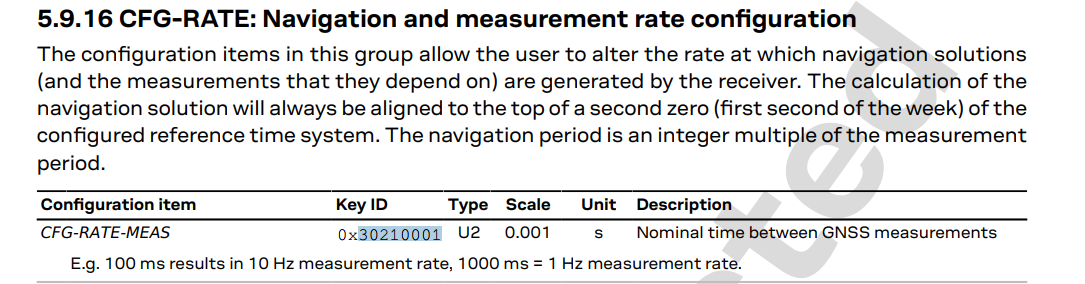 5.9.16 CFG-RATE: Navigation and measurement rate configuration
The configuration items in this group allow the user to alter the rate at which navigation solutions
(and the measurements that they depend on) are generated by the receiver. The calculation of the
navigation solution will always be aligned to the top of a second zero (first second of the week) of the
configured reference time system. The navigation period is an integer multiple of the measurement
period.
Configuration item Key ID Type Scale Unit Description
CFG-RATE-MEAS 0x30210001 U2 0.001 s Nominal time between GNSS measurements
E.g. 100 ms results in 10 Hz measurement rate, 1000 ms = 1 Hz measurement rate.